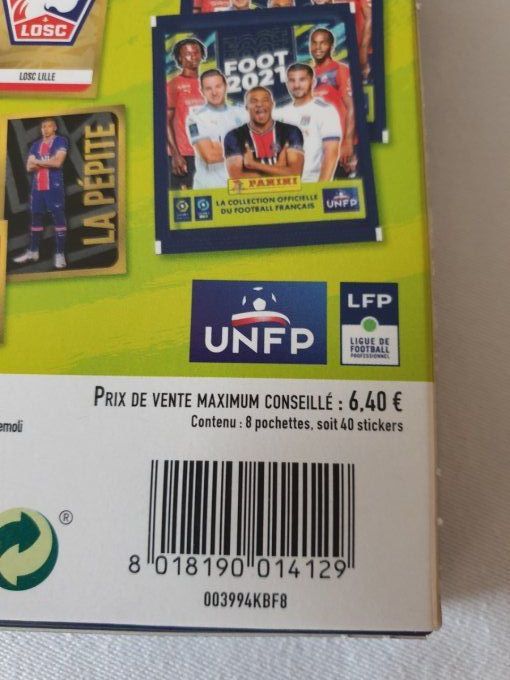 LOSC
LOSC LILLE
FOOT
2021
LA PÉPITE
PANINI
LA COLLECTION OFFICIELLE
DU FOOTBALL FRANÇAIS
UNFP
UNFP
LFP
LIGUE DE
FOOTBALL
PROFESSIONNEL
PRIX DE VENTE MAXIMUM CONSEILLÉ : 6,40 €
emoli
Contenu : 8 pochettes, soit 40 stickers
®
8 018190 014129
003994KBF8